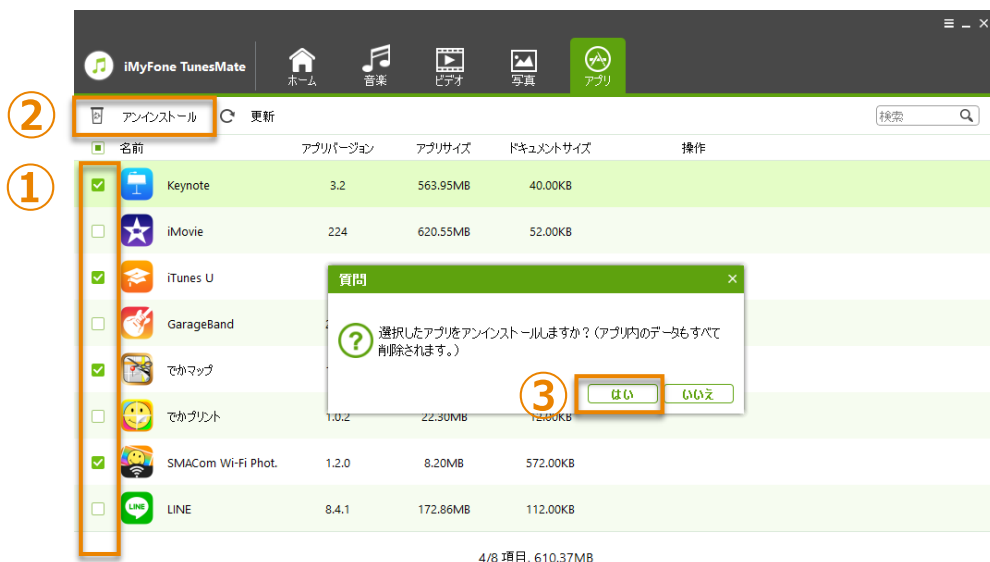 iMyFone TunesMate
ホーム 音楽 ビデオ 写真 アプリ
② アンインストール 更新 検索
名前 アプリバージョン アプリサイズ ドキュメントサイズ 操作
① Keynote 3.2 563.95MB 40.00KB
iMovie 224 620.55MB 52.00KB
iTunes U
質問
GarageBand
選択したアプリをアンインストールしますか？（アプリ内のデータもすべて
削除されます。）
でかマップ
③ はい いいえ
でかプリント 1.0.2 22.30MB 12.00KB
SMACom Wi-Fi Phot. 1.2.0 8.20MB 572.00KB
LINE LINE 8.4.1 172.86MB 112.00KB
4/8 項目, 610.37MB